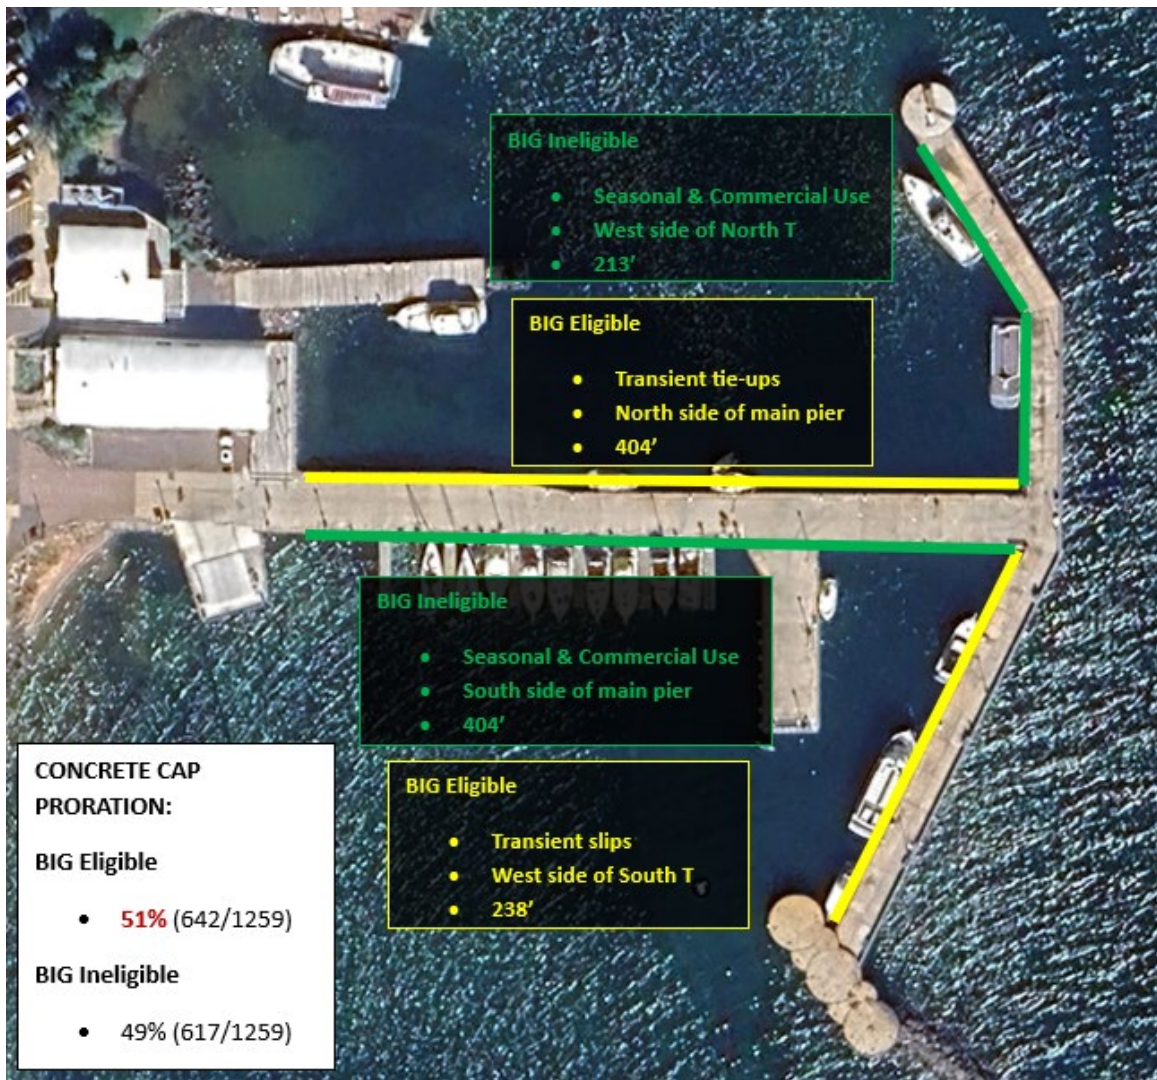 BIG Ineligible
• Seasonal & Commercial Use
• West side of North T
• 213’
BIG Eligible
• Transient tie-ups
• North side of main pier
• 404’
BIG Ineligible
• Seasonal & Commercial Use
• South side of main pier
• 404’
BIG Eligible
• Transient slips
• West side of South T
• 238’
CONCRETE CAP
PRORATION:
BIG Eligible
• 51% (642/1259)
BIG Ineligible
• 49% (617/1259)